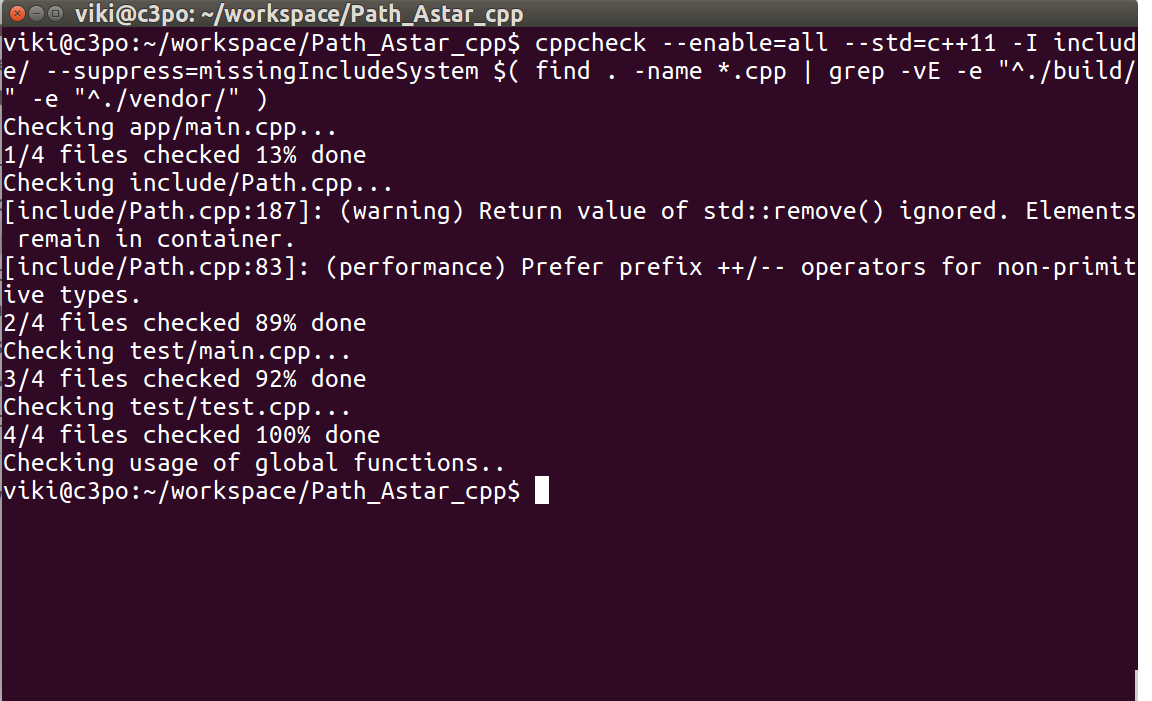 viki@c3po: ~/workspace/Path_Astar_cpp
viki@c3po:~/workspace/Path_Astar_cpp$ cppcheck --enable=all --std=c++11 -I includ
e/ --suppress=missingIncludeSystem $( find . -name *.cpp | grep -vE -e "^./build/
" -e "^./vendor/" )
Checking app/main.cpp...
1/4 files checked 13% done
Checking include/Path.cpp...
[include/Path.cpp:187]: (warning) Return value of std::remove() ignored. Elements
 remain in container.
[include/Path.cpp:83]: (performance) Prefer prefix ++/-- operators for non-primit
ive types.
2/4 files checked 89% done
Checking test/main.cpp...
3/4 files checked 92% done
Checking test/test.cpp...
4/4 files checked 100% done
Checking usage of global functions..
viki@c3po:~/workspace/Path_Astar_cpp$